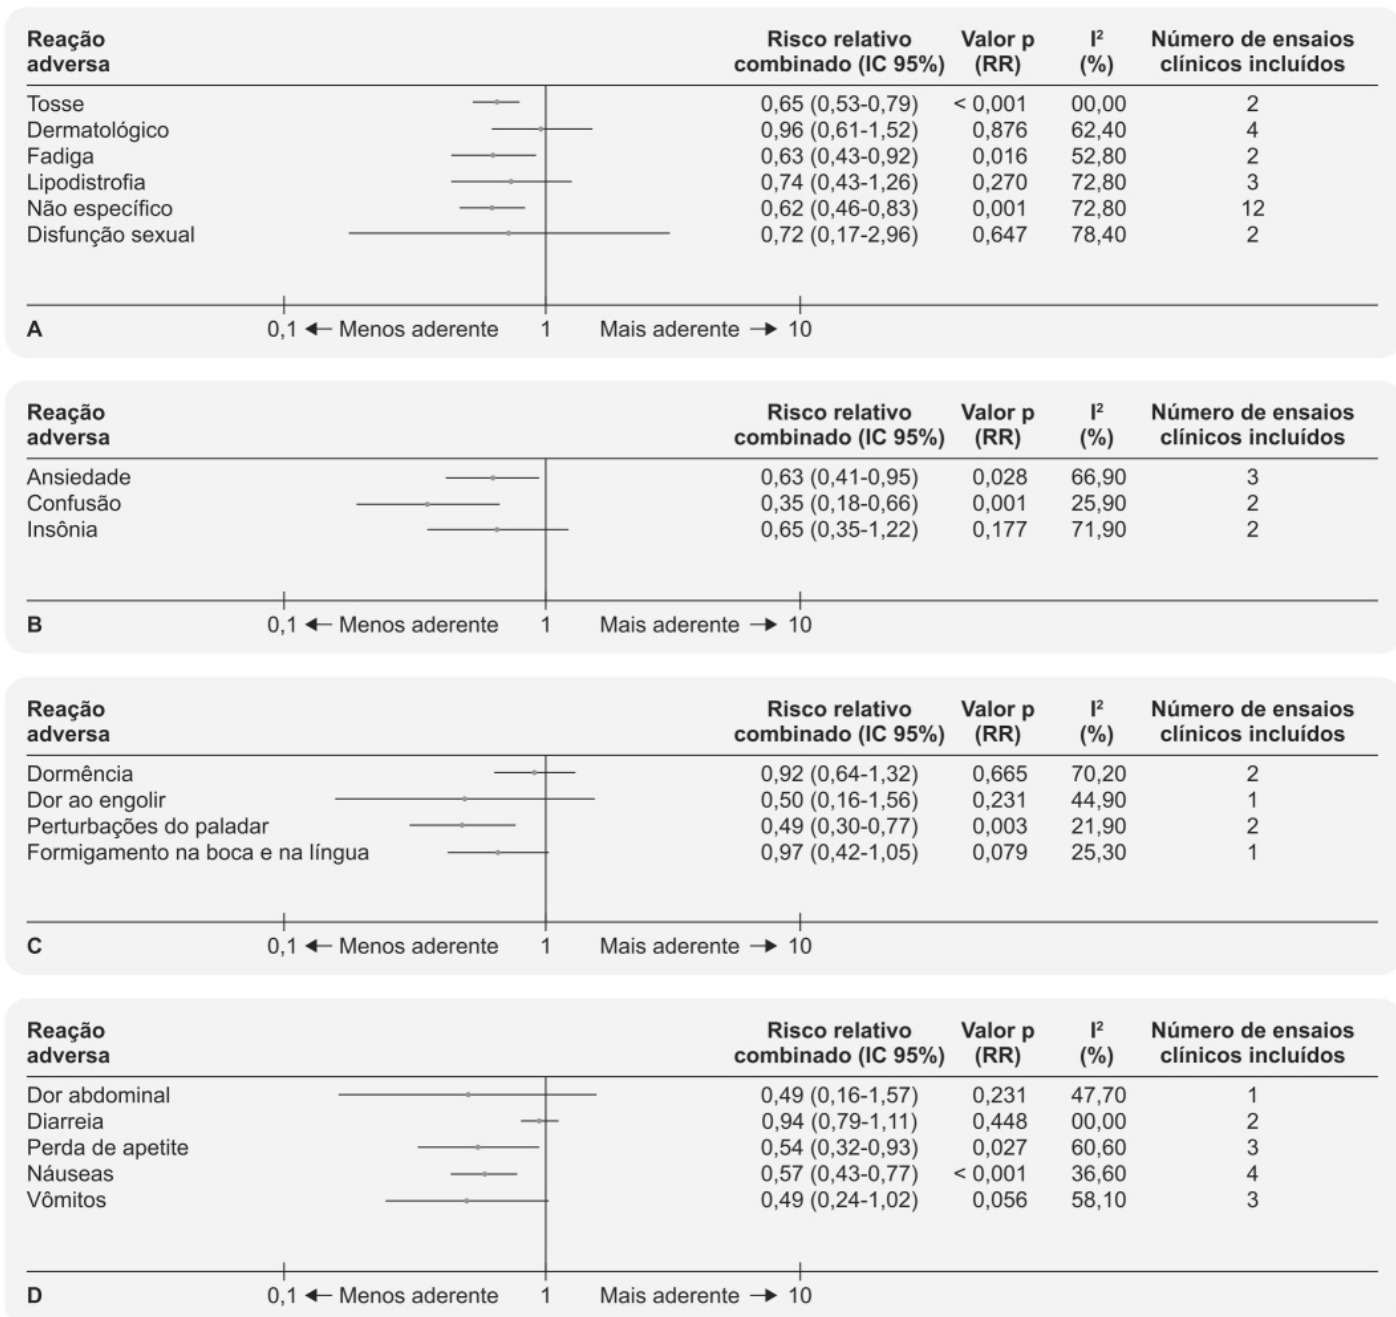 Reação adversa Risco relativo combinado (IC 95%) Valor p (RR) I² (%) Número de ensaios clínicos incluídos
Tosse 0,65 (0,53-0,79) < 0,001 00,00 2
Dermatológico 0,96 (0,61-1,52) 0,876 62,40 4
Fadiga 0,63 (0,43-0,92) 0,016 52,80 2
Lipodistrofia 0,74 (0,43-1,26) 0,270 72,80 3
Não específico 0,62 (0,46-0,83) 0,001 72,80 12
Disfunção sexual 0,72 (0,17-2,96) 0,647 78,40 2
A 0,1 ← Menos aderente 1 Mais aderente → 10
Reação adversa Risco relativo combinado (IC 95%) Valor p (RR) I² (%) Número de ensaios clínicos incluídos
Ansiedade 0,63 (0,41-0,95) 0,028 66,90 3
Confusão 0,35 (0,18-0,66) 0,001 25,90 2
Insônia 0,65 (0,35-1,22) 0,177 71,90 2
B 0,1 ← Menos aderente 1 Mais aderente → 10
Reação adversa Risco relativo combinado (IC 95%) Valor p (RR) I² (%) Número de ensaios clínicos incluídos
Dormência 0,92 (0,64-1,32) 0,665 70,20 2
Dor ao engolir 0,50 (0,16-1,56) 0,231 44,90 1
Perturbações do paladar 0,49 (0,30-0,77) 0,003 21,90 2
Formigamento na boca e na língua 0,97 (0,42-1,05) 0,079 25,30 1
C 0,1 ← Menos aderente 1 Mais aderente → 10
Reação adversa Risco relativo combinado (IC 95%) Valor p (RR) I² (%) Número de ensaios clínicos incluídos
Dor abdominal 0,49 (0,16-1,57) 0,231 47,70 1
Diarreia 0,94 (0,79-1,11) 0,448 00,00 2
Perda de apetite 0,54 (0,32-0,93) 0,027 60,60 3
Náuseas 0,57 (0,43-0,77) < 0,001 36,60 4
Vômitos 0,49 (0,24-1,02) 0,056 58,10 3
D 0,1 ← Menos aderente 1 Mais aderente → 10